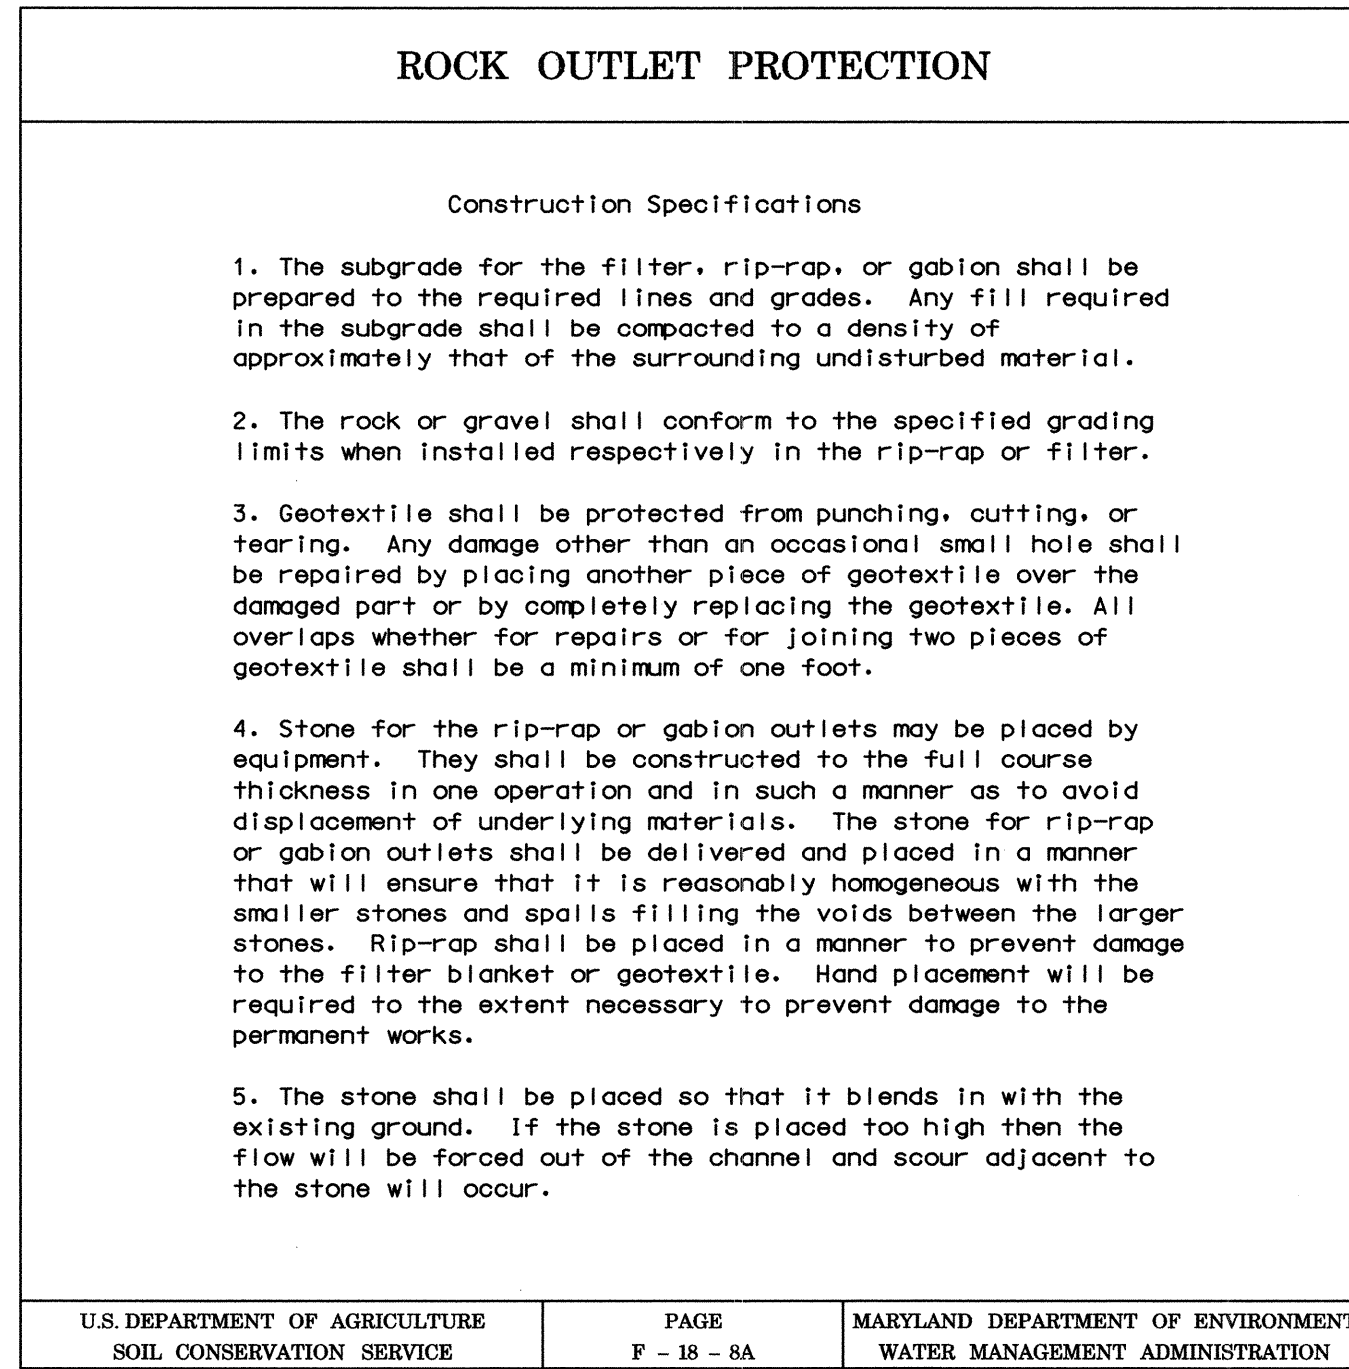 ROCK OUTLET PROTECTION
Construction Specifications
1. The subgrade for the filter, rip-rap, or gabion shall be
prepared to the required lines and grades. Any fill required
in the subgrade shall be compacted to a density of
approximately that of the surrounding undisturbed material.
2. The rock or gravel shall conform to the specified grading
limits when installed respectively in the rip-rap or filter.
3. Geotextile shall be protected from punching, cutting, or
tearing. Any damage other than an occasional small hole shall
be repaired by placing another piece of geotextile over the
damaged part or by completely replacing the geotextile. All
overlaps whether for repairs or for joining two pieces of
geotextile shall be a minimum of one foot.
4. Stone for the rip-rap or gabion outlets may be placed by
equipment. They shall be constructed to the full course
thickness in one operation and in such a manner as to avoid
displacement of underlying materials. The stone for rip-rap
or gabion outlets shall be delivered and placed in a manner
that will ensure that it is reasonably homogeneous with the
smaller stones and spalls filling the voids between the larger
stones. Rip-rap shall be placed in a manner to prevent damage
to the filter blanket or geotextile. Hand placement will be
required to the extent necessary to prevent damage to the
permanent works.
5. The stone shall be placed so that it blends in with the
existing ground. If the stone is placed too high then the
flow will be forced out of the channel and scour adjacent to
the stone will occur.
U.S. DEPARTMENT OF AGRICULTURE
SOIL CONSERVATION SERVICE
PAGE
F - 18 - 8A
MARYLAND DEPARTMENT OF ENVIRONMENT
WATER MANAGEMENT ADMINISTRATION